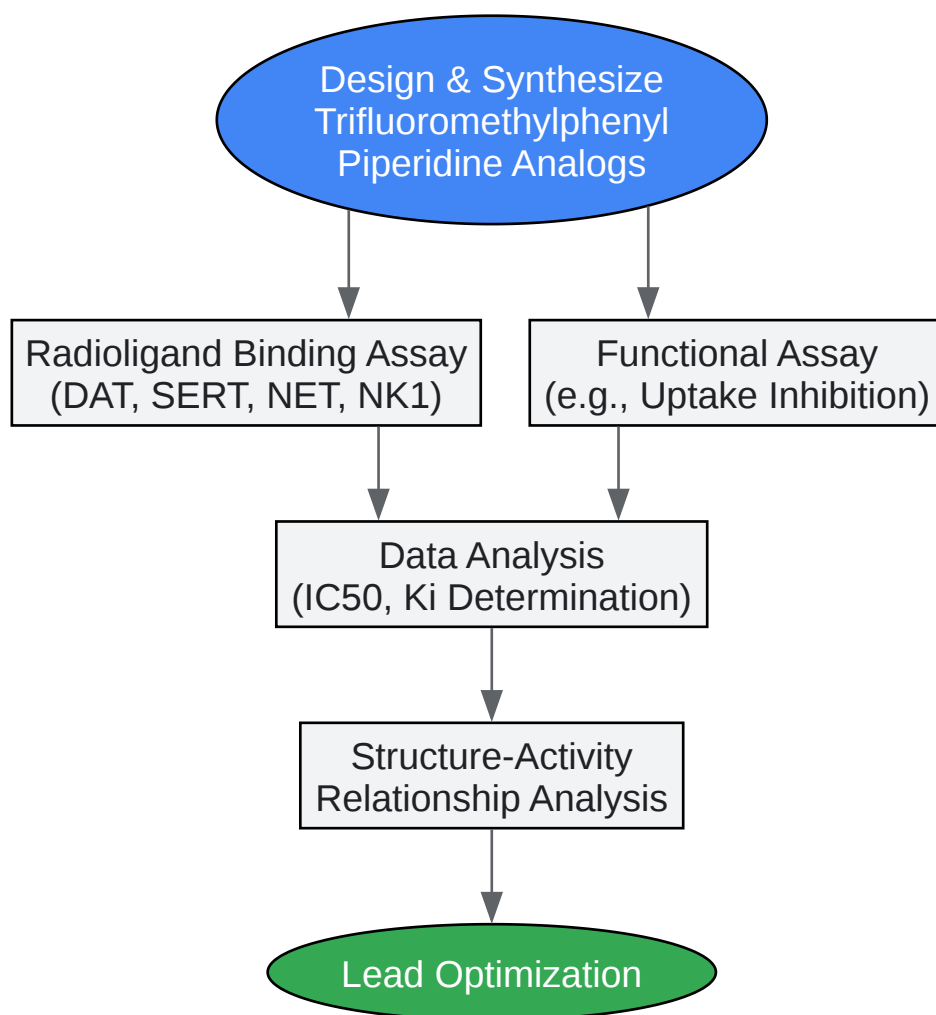 Design & Synthesize
Trifluoromethylphenyl
Piperidine Analogs
Radioligand Binding Assay
(DAT, SERT, NET, NK1)
Functional Assay
(e.g., Uptake Inhibition)
Data Analysis
(IC50, Ki Determination)
Structure-Activity
Relationship Analysis
Lead Optimization